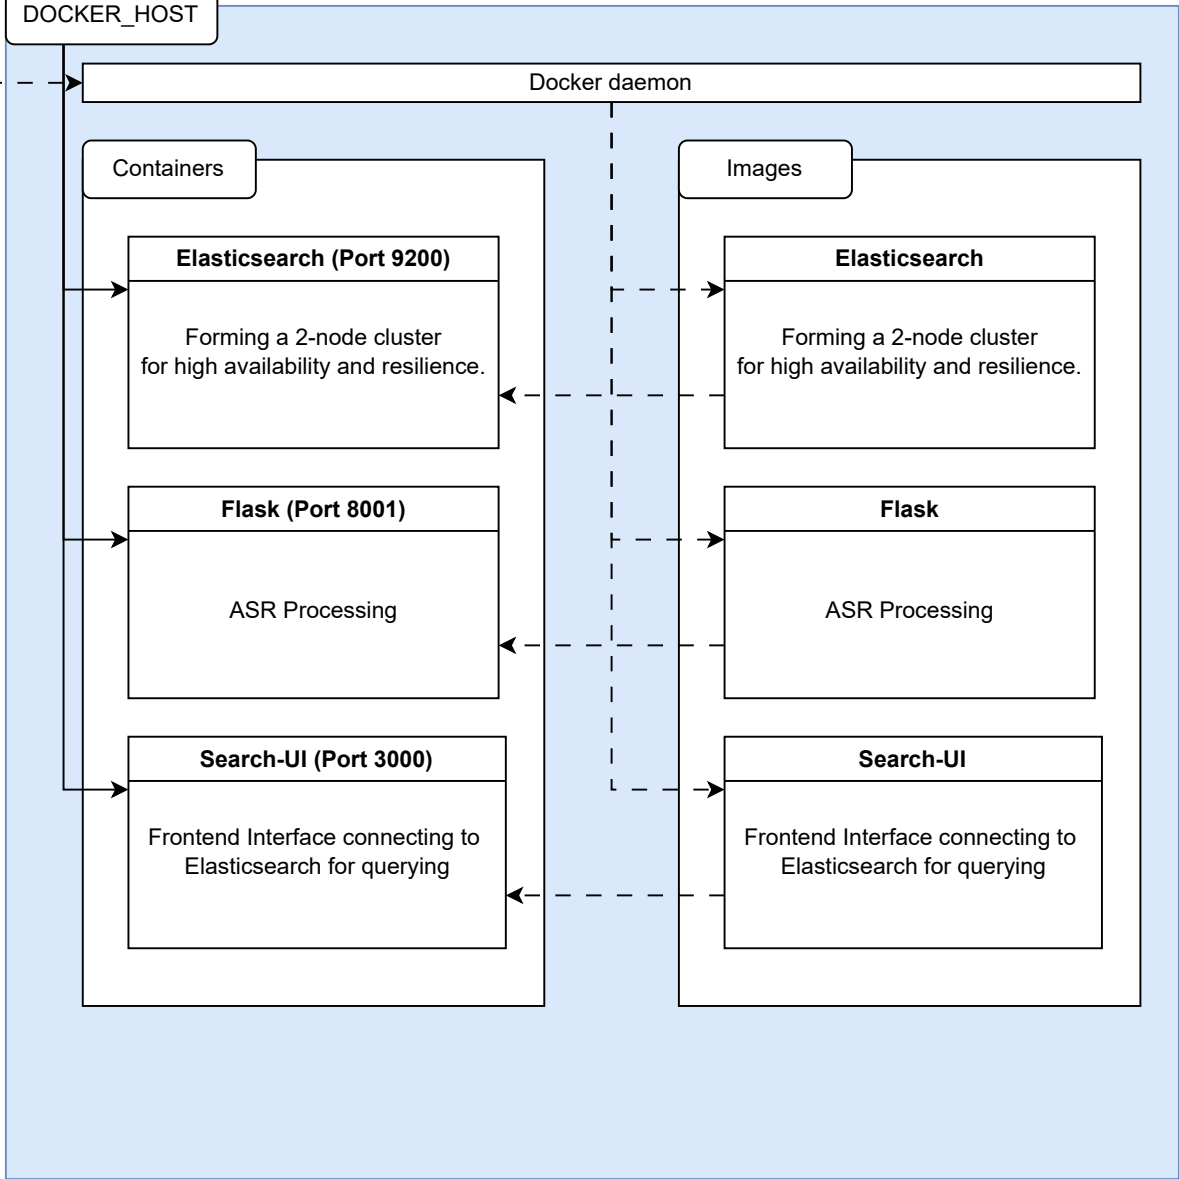 DOCKER_HOST
Docker daemon
Containers
Images
Elasticsearch (Port 9200)
Forming a 2-node cluster
for high availability and resilience.
Elasticsearch
Forming a 2-node cluster
for high availability and resilience.
Flask (Port 8001)
ASR Processing
Flask
ASR Processing
Search-UI (Port 3000)
Frontend Interface connecting to
Elasticsearch for querying
Search-UI
Frontend Interface connecting to
Elasticsearch for querying